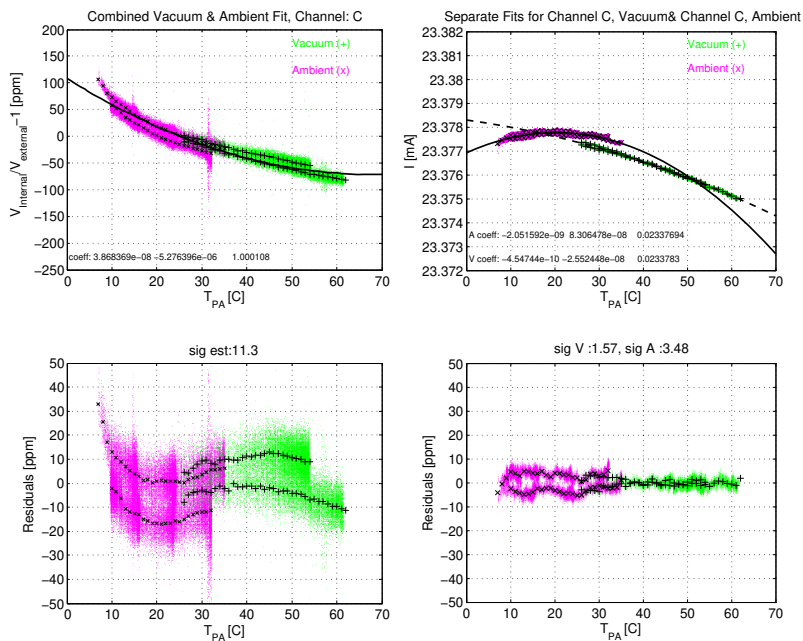 Combined Vacuum & Ambient Fit, Channel: C
200
150
100
50
0
−50
−100
−150
−200
−250
V_internal/V_external−1 [ppm]
Vacuum (+)
Ambient (x)
coeff: 3.868369e−08 −5.276396e−06 1.000108
0 10 20 30 40 50 60 70
T_PA [C]
Separate Fits for Channel C, Vacuum& Channel C, Ambient
23.382
23.38
23.379
23.378
23.376
23.375
23.374
23.372
I [mA]
Vacuum (+)
Ambient (x)
A coeff: −2.051592e−09 8.306478e−08 0.02337694
V coeff: −4.54744e−10 −2.552448e−08 0.0233783
0 10 20 30 40 50 60 70
T_PA [C]
sig est:11.3
50
40
30
20
10
0
−10
−20
−30
−40
−50
Residuals [ppm]
0 10 20 30 40 50 60 70
T_PA [C]
sig V :1.57, sig A :3.48
50
40
30
20
10
0
−10
−20
−30
−40
−50
Residuals [ppm]
0 10 20 30 40 50 60 70
T_PA [C]